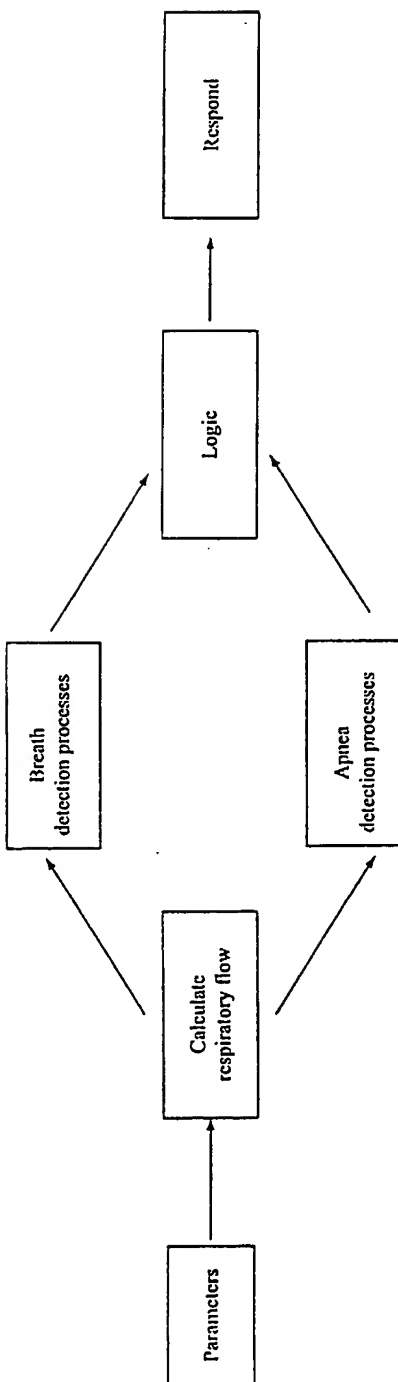 Parameters
Calculate
respiratory flow
Breath
detection processes
Apnea
detection processes
Logic
Respond